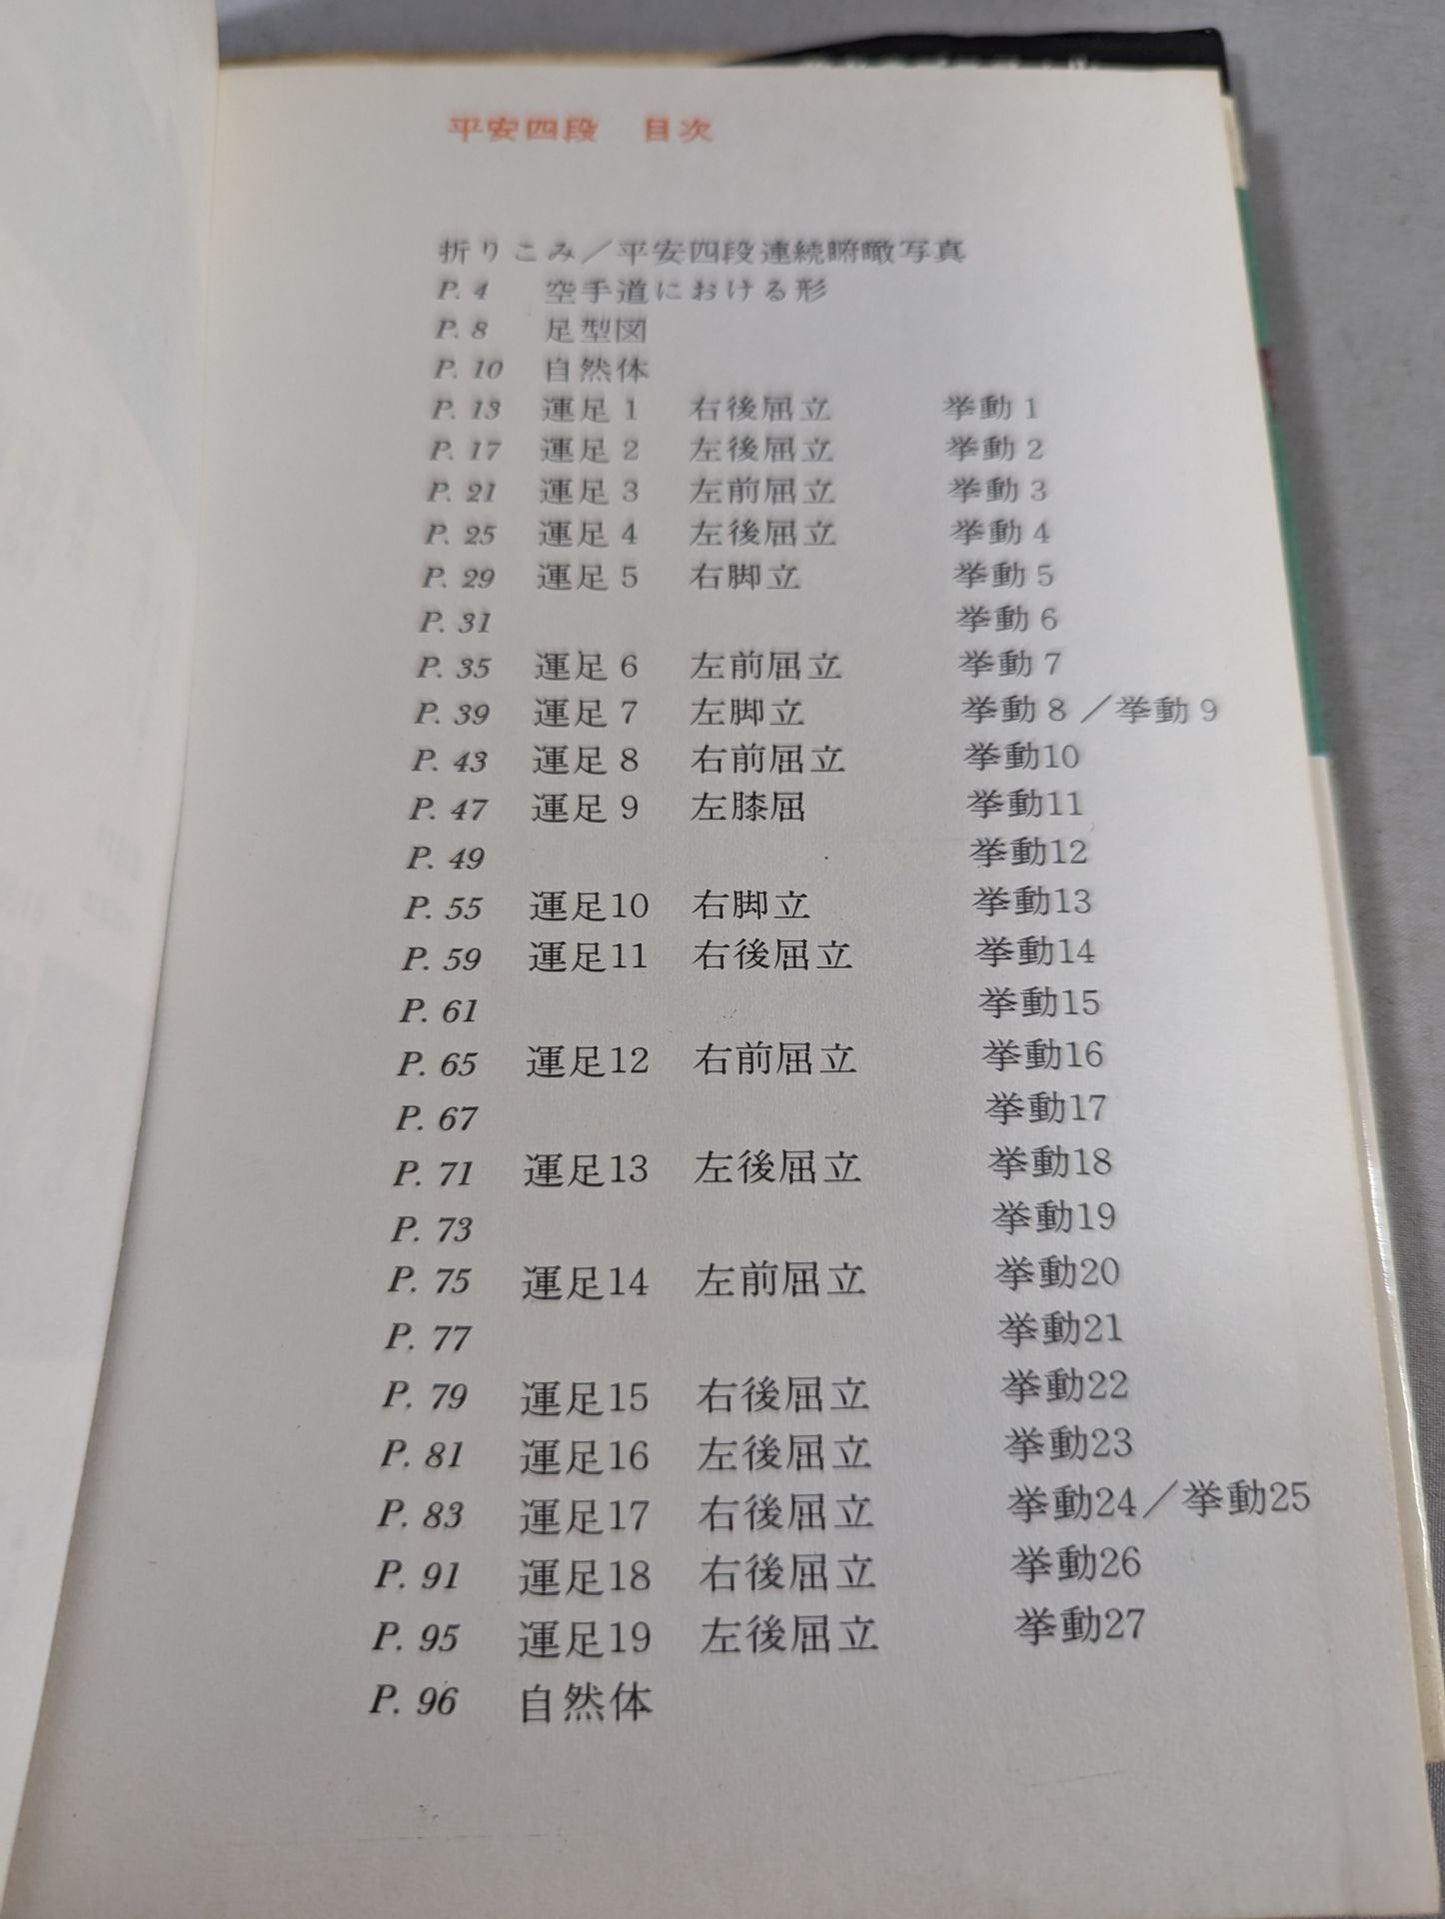 平安四段　目次
折りこみ／平安四段連続俯瞰写真
P. 4　空手道における形
P. 8　足型図
P. 10　自然体
P. 13　運足1　右後屈立　挙動1
P. 17　運足2　左後屈立　挙動2
P. 21　運足3　左前屈立　挙動3
P. 25　運足4　左後屈立　挙動4
P. 29　運足5　右脚立　挙動5
P. 31　挙動6
P. 35　運足6　左前屈立　挙動7
P. 39　運足7　左脚立　挙動8／挙動9
P. 43　運足8　右前屈立　挙動10
P. 47　運足9　左膝屈　挙動11
P. 49　挙動12
P. 55　運足10　右脚立　挙動13
P. 59　運足11　右後屈立　挙動14
P. 61　挙動15
P. 65　運足12　右前屈立　挙動16
P. 67　挙動17
P. 71　運足13　左後屈立　挙動18
P. 73　挙動19
P. 75　運足14　左前屈立　挙動20
P. 77　挙動21
P. 79　運足15　右後屈立　挙動22
P. 81　運足16　左後屈立　挙動23
P. 83　運足17　右後屈立　挙動24／挙動25
P. 91　運足18　右後屈立　挙動26
P. 95　運足19　左後屈立　挙動27
P. 96　自然体